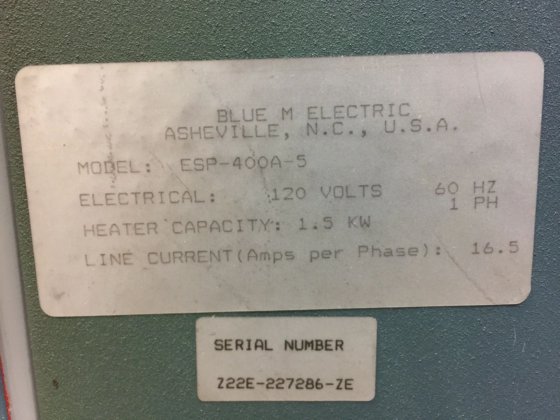 BLUE M ELECTRIC
ASHEVILLE, N.C., U.S.A.
MODEL: ESP-400A-5
ELECTRICAL: 120 VOLTS 60 HZ
1 PH
HEATER CAPACITY: 1.5 KW
LINE CURRENT(Amps per Phase): 16.5
SERIAL NUMBER
Z22E-227286-ZE